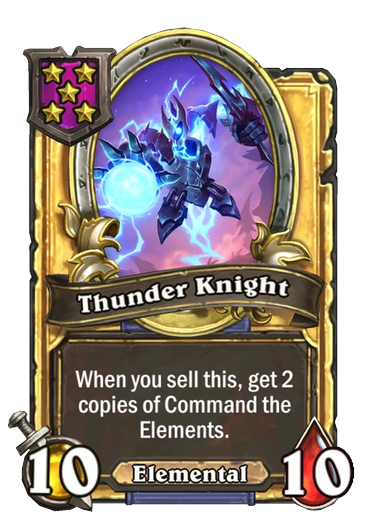 Thunder Knight
When you sell this, get 2
copies of Command the
Elements.
10
Elemental
10